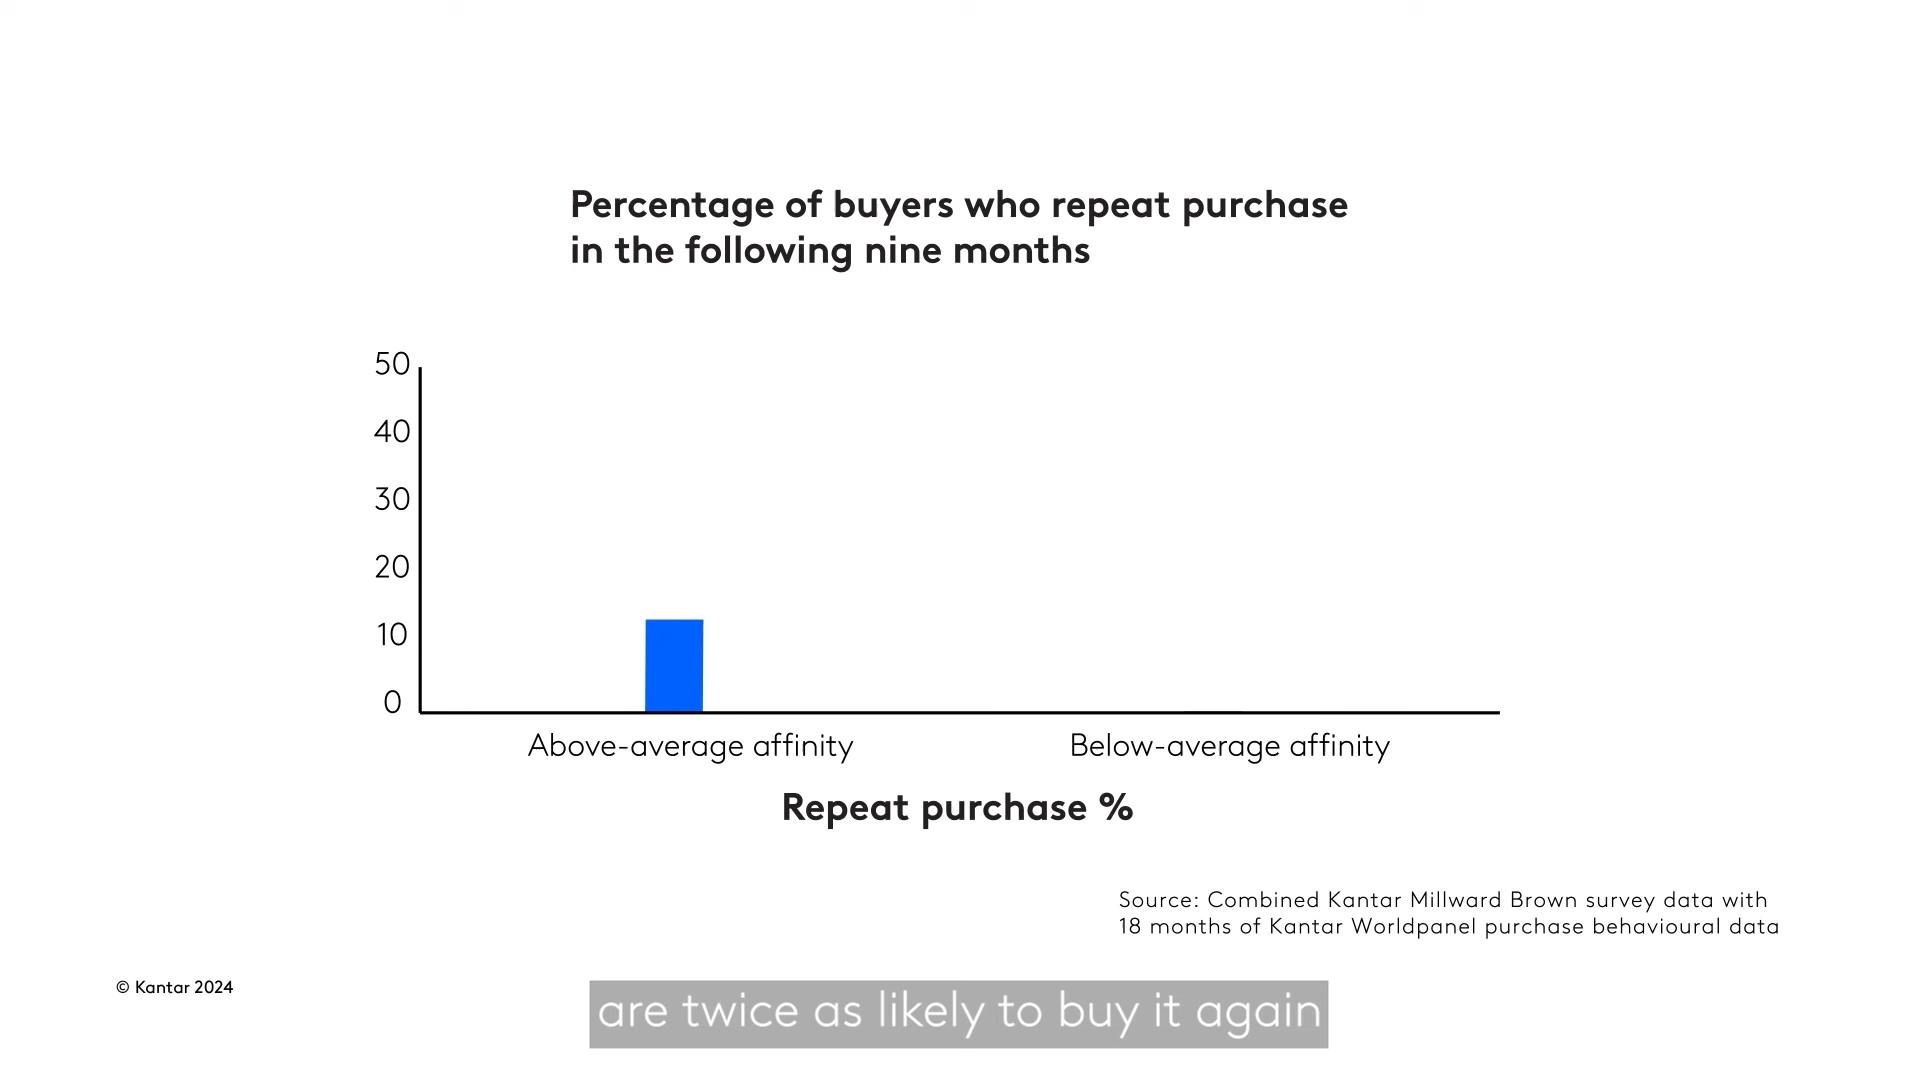 Percentage of buyers who repeat purchase
in the following nine months
50
40
30
20
10
0
Above-average affinity
Below-average affinity
Repeat purchase %
Source: Combined Kantar Millward Brown survey data with
18 months of Kantar Worldpanel purchase behavioural data
© Kantar 2024
are twice as likely to buy it again